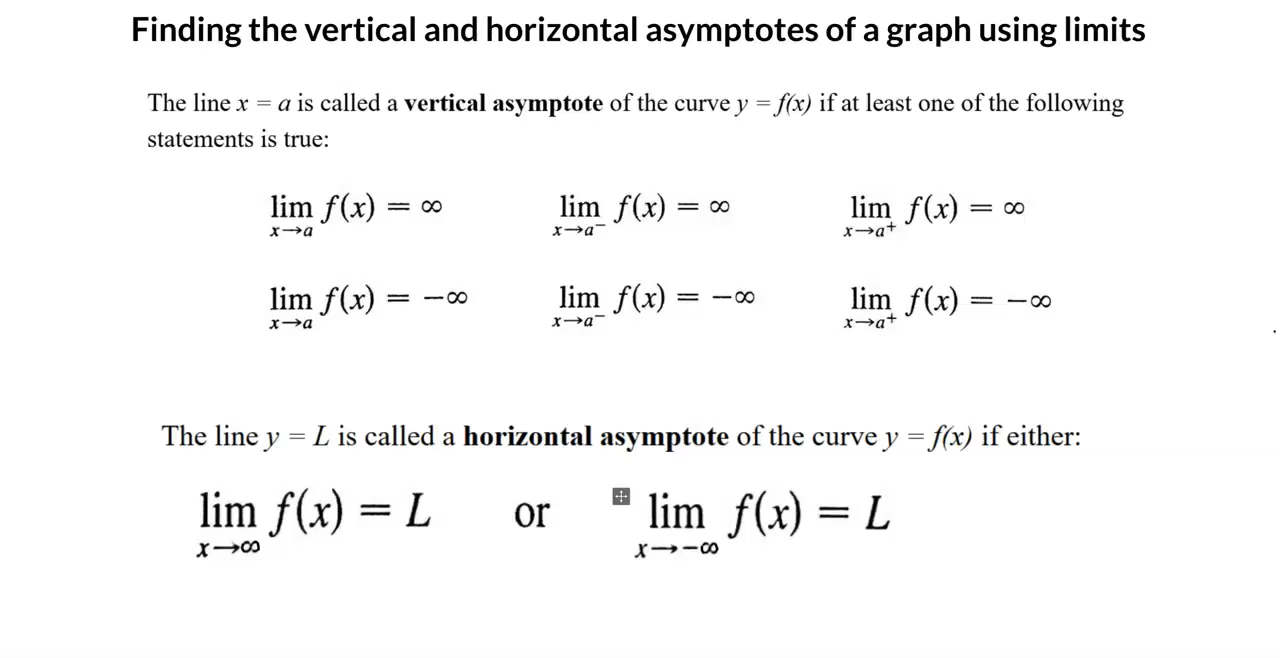 Finding the vertical and horizontal asymptotes of a graph using limits
The line x = a is called a vertical asymptote of the curve y = f(x) if at least one of the following
statements is true:
lim f(x) = ∞ lim f(x) = ∞ lim f(x) = ∞
x→a x→a⁻ x→a⁺
lim f(x) = −∞ lim f(x) = −∞ lim f(x) = −∞
x→a x→a⁻ x→a⁺
The line y = L is called a horizontal asymptote of the curve y = f(x) if either:
lim f(x) = L or lim f(x) = L
x→∞ x→−∞